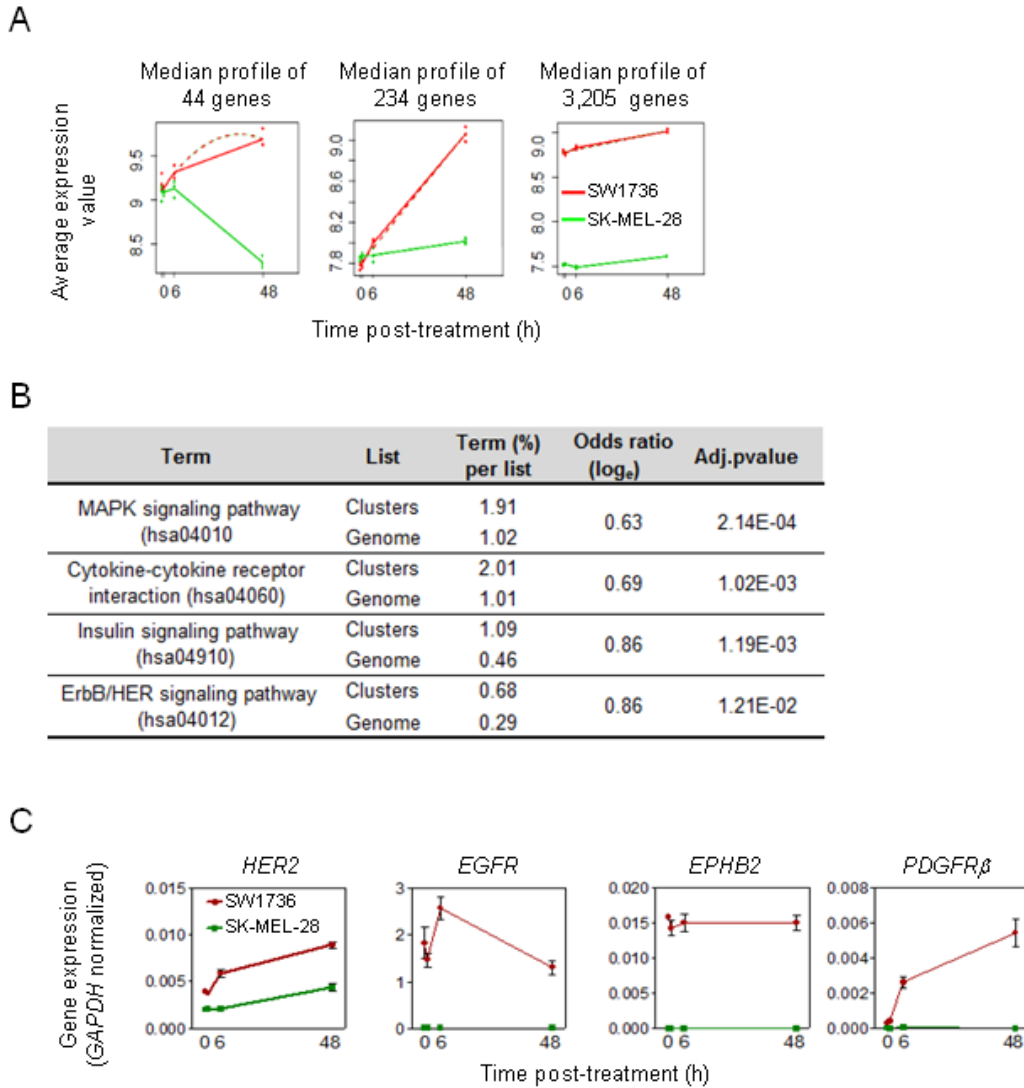 A
Median profile of
44 genes
Median profile of
234 genes
Median profile of
3,205 genes
Average expression
value
9.5
9
8.5
0 6 48
9.0
8.6
8.2
7.8
0 6 48
9.0
8.5
8.0
7.5
0 6 48
SW1736
SK-MEL-28
Time post-treatment (h)
B
Term List Term (%) per list Odds ratio (logₑ) Adj.pvalue
MAPK signaling pathway (hsa04010 Clusters 1.91 0.63 2.14E-04
Genome 1.02
Cytokine-cytokine receptor interaction (hsa04060) Clusters 2.01 0.69 1.02E-03
Genome 1.01
Insulin signaling pathway (hsa04910) Clusters 1.09 0.86 1.19E-03
Genome 0.46
ErbB/HER signaling pathway (hsa04012) Clusters 0.68 0.86 1.21E-02
Genome 0.29
C
Gene expression
(GAPDH normalized)
HER2
0.015
0.010
0.005
0.000
0 6 48
SW1736
SK-MEL-28
EGFR
3
2
1
0
0 6 48
EPHB2
0.020
0.015
0.010
0.005
0.000
0 6 48
PDGFRβ
0.008
0.006
0.004
0.002
0.000
0 6 48
Time post-treatment (h)